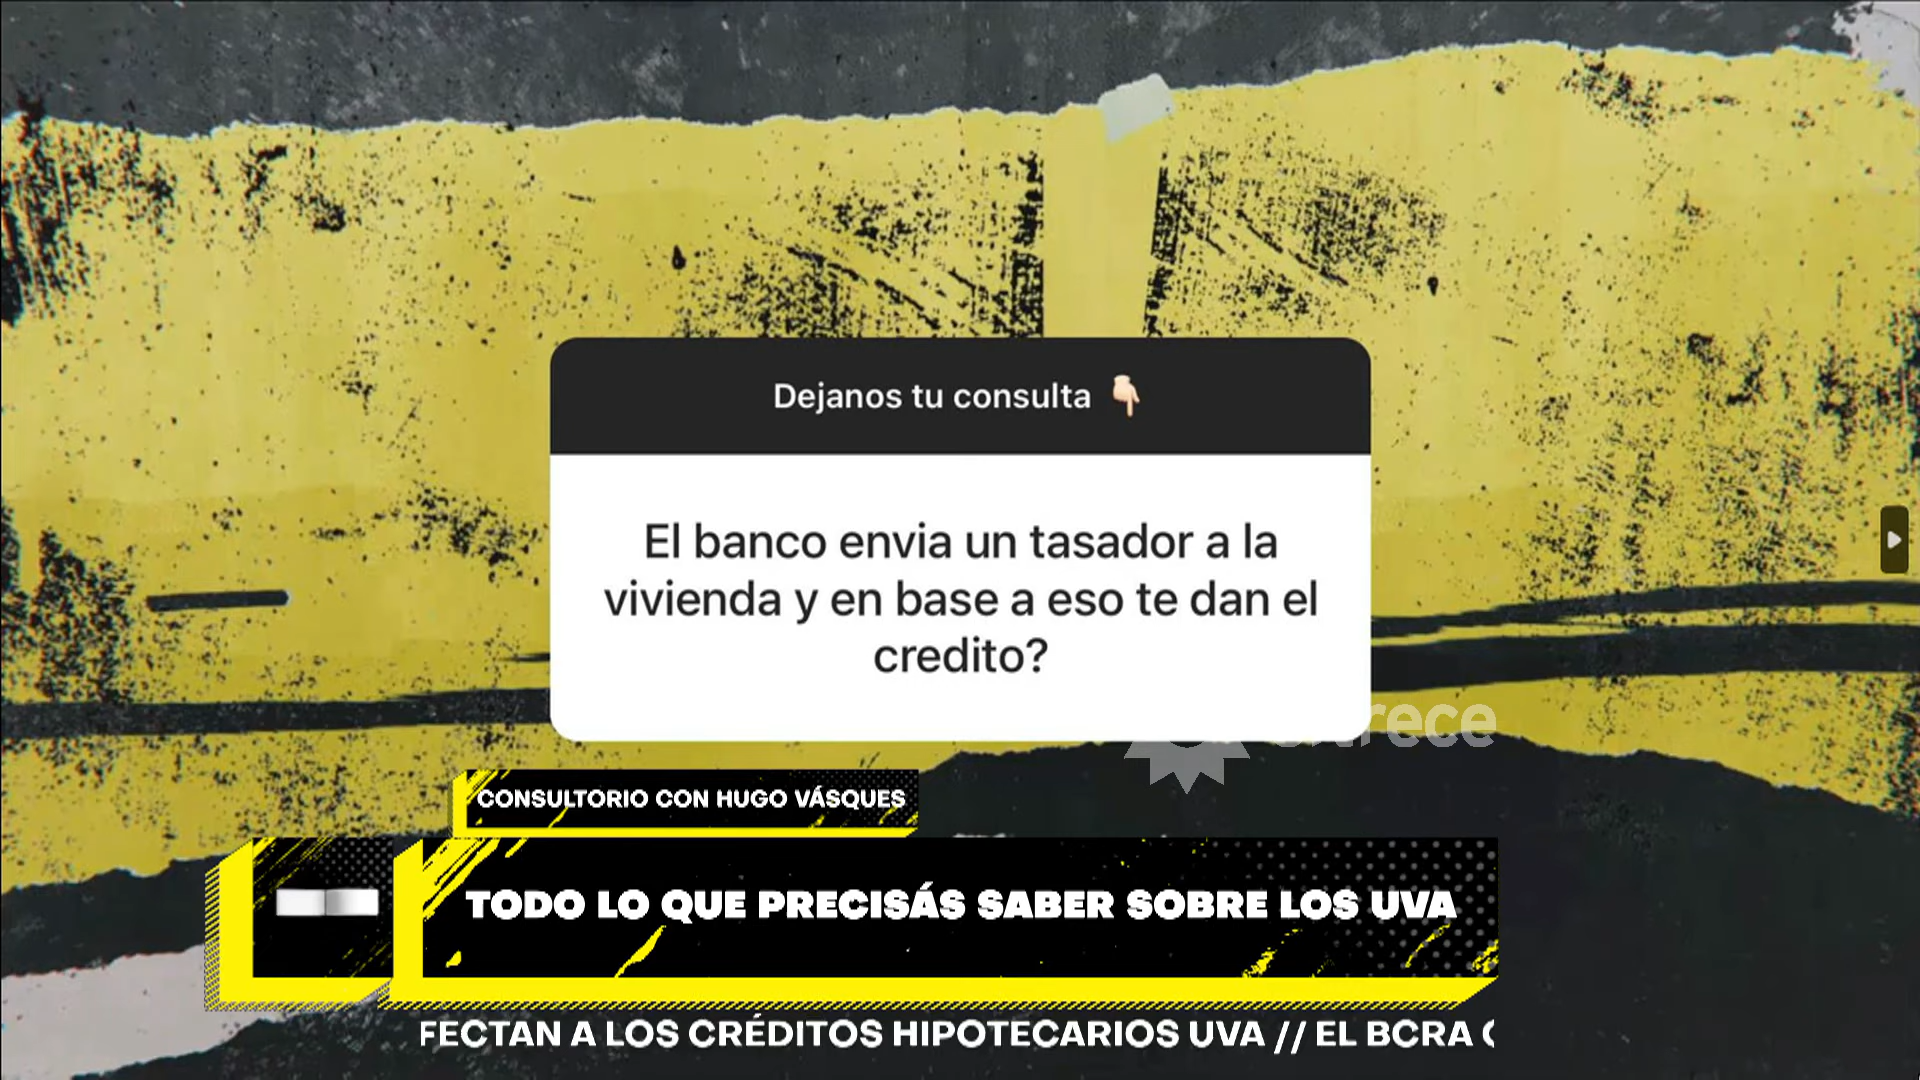 Dejanos tu consulta 👇🏻
El banco envia un tasador a la
vivienda y en base a eso te dan el
credito?
eltrece
CONSULTORIO CON HUGO VÁSQUES
TODO LO QUE PRECISÁS SABER SOBRE LOS UVA
FECTAN A LOS CRÉDITOS HIPOTECARIOS UVA // EL BCRA